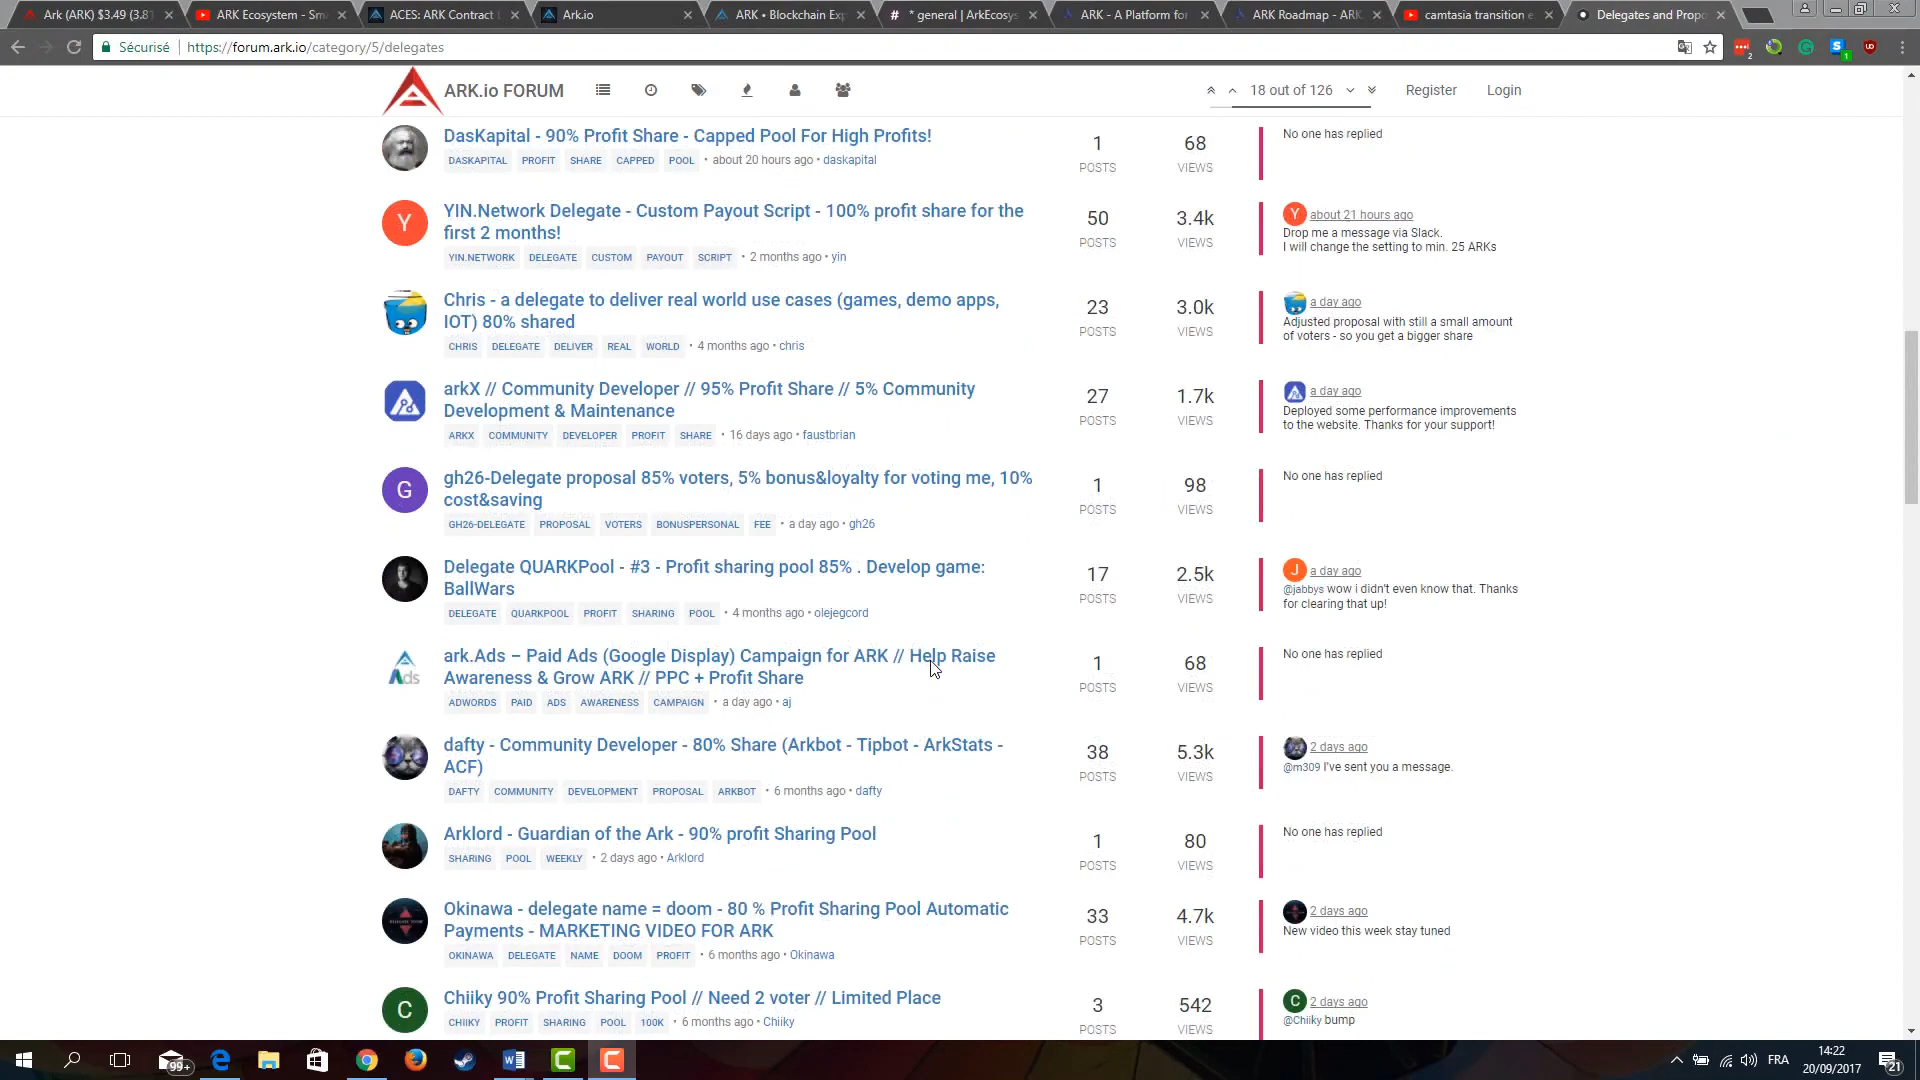 Ark (ARK) $3.49 (3.81
ARK Ecosystem - Sm
ACES: ARK Contract
Ark.io
ARK • Blockchain Exp
* general | ArkEcosys
ARK - A Platform for
ARK Roadmap - ARK
camtasia transition e
Delegates and Propo
Sécurisé
https://forum.ark.io/category/5/delegates
ARK.io FORUM
18 out of 126
Register
Login
DasKapital - 90% Profit Share - Capped Pool For High Profits!
DASKAPITAL PROFIT SHARE CAPPED POOL • about 20 hours ago • daskapital
1
POSTS
68
VIEWS
No one has replied
Y
YIN.Network Delegate - Custom Payout Script - 100% profit share for the
first 2 months!
YIN.NETWORK DELEGATE CUSTOM PAYOUT SCRIPT • 2 months ago • yin
50
POSTS
3.4k
VIEWS
Y about 21 hours ago
Drop me a message via Slack.
I will change the setting to min. 25 ARKs
Chris - a delegate to deliver real world use cases (games, demo apps,
IOT) 80% shared
CHRIS DELEGATE DELIVER REAL WORLD • 4 months ago • chris
23
POSTS
3.0k
VIEWS
a day ago
Adjusted proposal with still a small amount
of voters - so you get a bigger share
arkX // Community Developer // 95% Profit Share // 5% Community
Development & Maintenance
ARKX COMMUNITY DEVELOPER PROFIT SHARE • 16 days ago • faustbrian
27
POSTS
1.7k
VIEWS
a day ago
Deployed some performance improvements
to the website. Thanks for your support!
G
gh26-Delegate proposal 85% voters, 5% bonus&loyalty for voting me, 10%
cost&saving
GH26-DELEGATE PROPOSAL VOTERS BONUSPERSONAL FEE • a day ago • gh26
1
POSTS
98
VIEWS
No one has replied
Delegate QUARKPool - #3 - Profit sharing pool 85% . Develop game:
BallWars
DELEGATE QUARKPOOL PROFIT SHARING POOL • 4 months ago • olejegcord
17
POSTS
2.5k
VIEWS
J a day ago
@jabbys wow i didn't even know that. Thanks
for clearing that up!
Ads
ark.Ads – Paid Ads (Google Display) Campaign for ARK // Help Raise
Awareness & Grow ARK // PPC + Profit Share
ADWORDS PAID ADS AWARENESS CAMPAIGN • a day ago • aj
1
POSTS
68
VIEWS
No one has replied
dafty - Community Developer - 80% Share (Arkbot - Tipbot - ArkStats -
ACF)
DAFTY COMMUNITY DEVELOPMENT PROPOSAL ARKBOT • 6 months ago • dafty
38
POSTS
5.3k
VIEWS
2 days ago
@m309 I've sent you a message.
Arklord - Guardian of the Ark - 90% profit Sharing Pool
SHARING POOL WEEKLY • 2 days ago • Arklord
1
POSTS
80
VIEWS
No one has replied
Okinawa - delegate name = doom - 80 % Profit Sharing Pool Automatic
Payments - MARKETING VIDEO FOR ARK
OKINAWA DELEGATE NAME DOOM PROFIT • 6 months ago • Okinawa
33
POSTS
4.7k
VIEWS
2 days ago
New video this week stay tuned
C
Chiiky 90% Profit Sharing Pool // Need 2 voter // Limited Place
CHIIKY PROFIT SHARING POOL 100K • 6 months ago • Chiiky
3
POSTS
542
VIEWS
C 2 days ago
@Chiiky bump
99+
FRA
14:22
20/09/2017
21